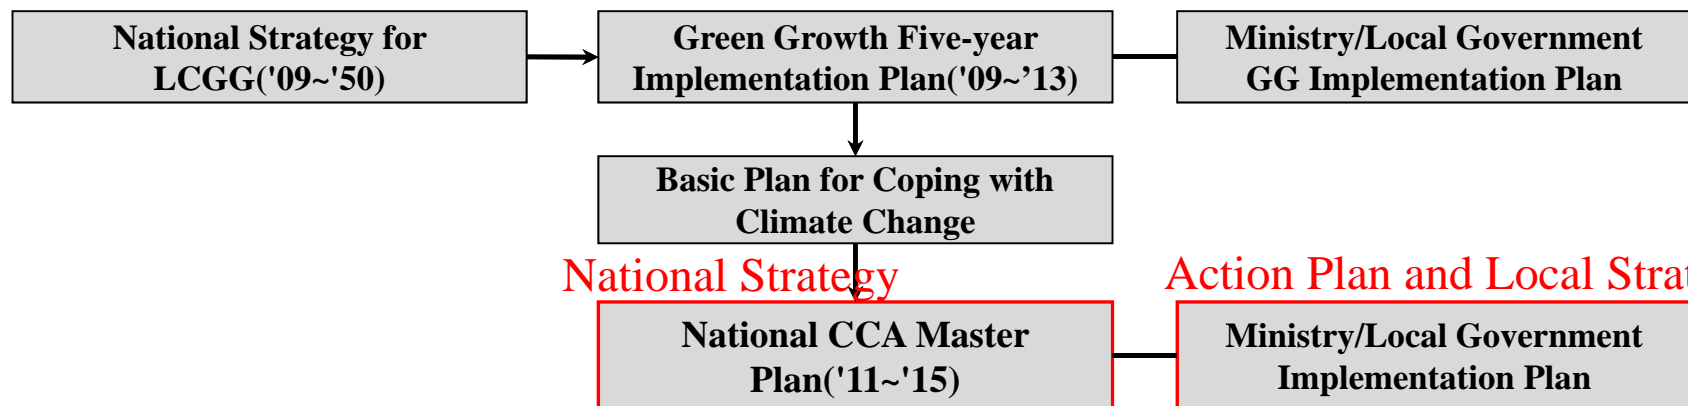 National Strategy for
LCGG('09~'50)
Green Growth Five-year
Implementation Plan('09~’13)
Ministry/Local Government
GG Implementation Plan
Basic Plan for Coping with
Climate Change
National Strategy
Action Plan and Local Strat
National CCA Master
Plan('11~'15)
Ministry/Local Government
Implementation Plan